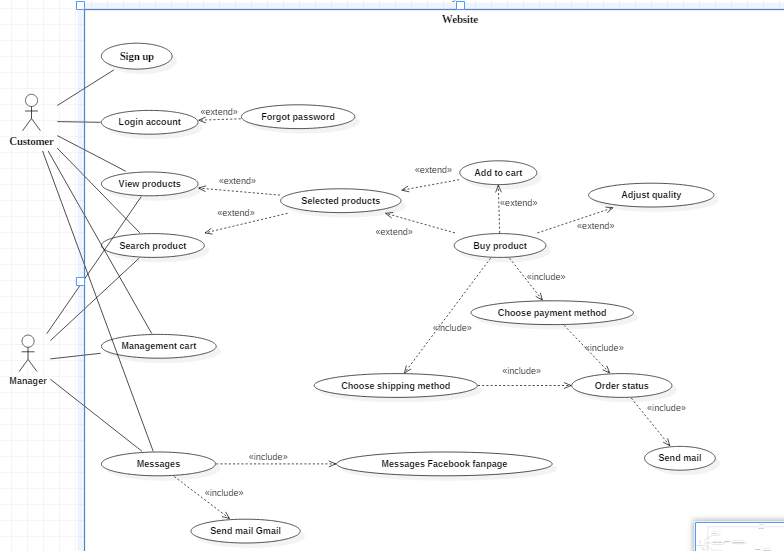 Website
Sign up
Customer
Login account
«extend»
Forgot password
View products
«extend»
Selected products
«extend»
Add to cart
Adjust quality
«extend»
«extend»
Search product
«extend»
«extend»
Buy product
«include»
Choose payment method
«include»
Management cart
«include»
Manager
Choose shipping method
«include»
Order status
«include»
Messages
«include»
Messages Facebook fanpage
Send mail
«include»
Send mail Gmail